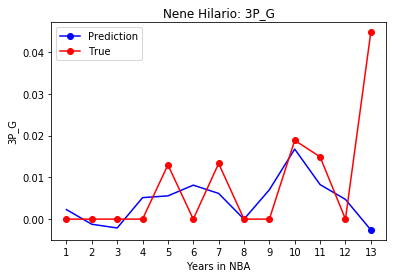 Nene Hilario: 3P_G
Prediction
True
3P_G
0.04
0.03
0.02
0.01
0.00
1 2 3 4 5 6 7 8 9 10 11 12 13
Years in NBA